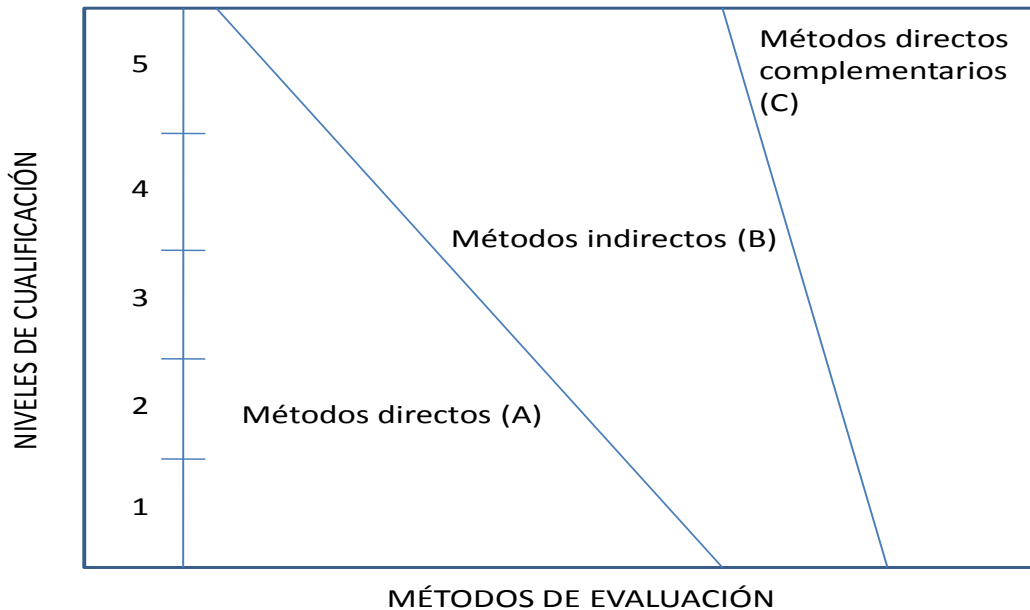 NIVELES DE CUALIFICACIÓN
5
4
3
2
1
Métodos directos
complementarios
(C)
Métodos indirectos (B)
Métodos directos (A)
MÉTODOS DE EVALUACIÓN